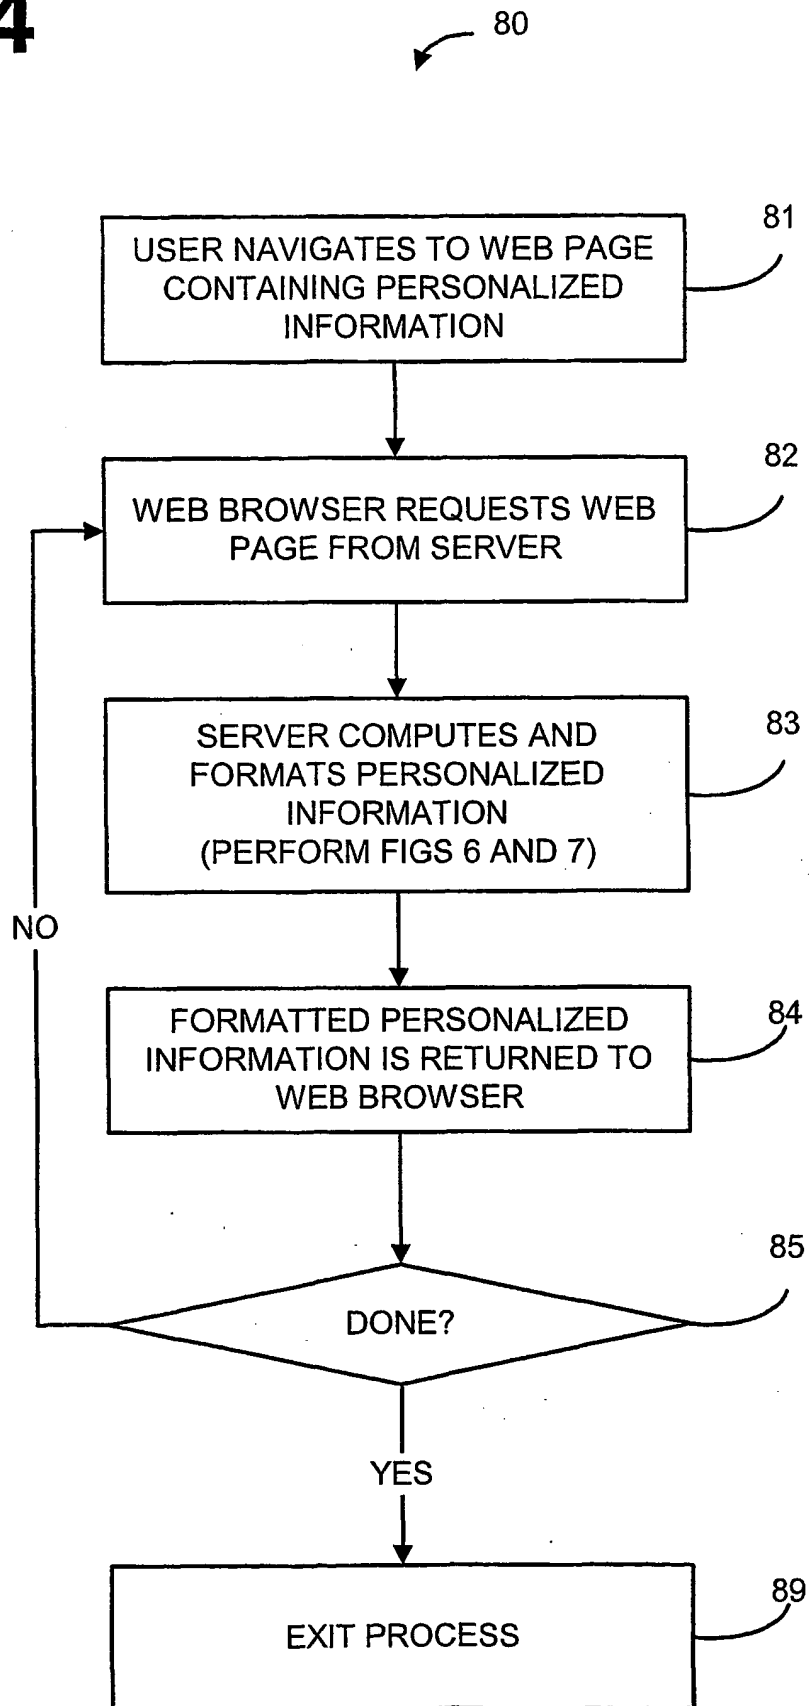 4
80
81
USER NAVIGATES TO WEB PAGE
CONTAINING PERSONALIZED
INFORMATION
82
WEB BROWSER REQUESTS WEB
PAGE FROM SERVER
83
SERVER COMPUTES AND
FORMATS PERSONALIZED
INFORMATION
(PERFORM FIGS 6 AND 7)
NO
84
FORMATTED PERSONALIZED
INFORMATION IS RETURNED TO
WEB BROWSER
85
DONE?
YES
89
EXIT PROCESS